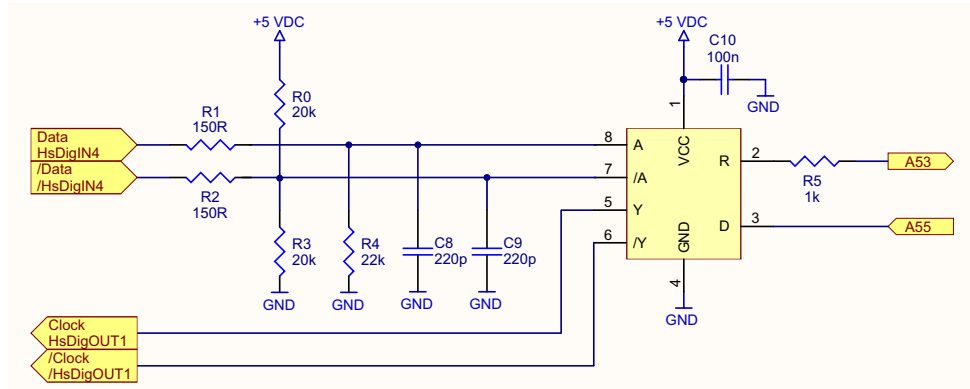 +5 VDC
+5 VDC
C10
100n
GND
R0
20k
R1
150R
Data
HsDigIN4
/Data
/HsDigIN4
R2
150R
8
A
7
/A
5
Y
6
/Y
1
VCC
R
2
R5
1k
A53
D
3
A55
GND
4
GND
R3
20k
R4
22k
C8
220p
C9
220p
GND
GND
GND
GND
Clock
HsDigOUT1
/Clock
/HsDigOUT1